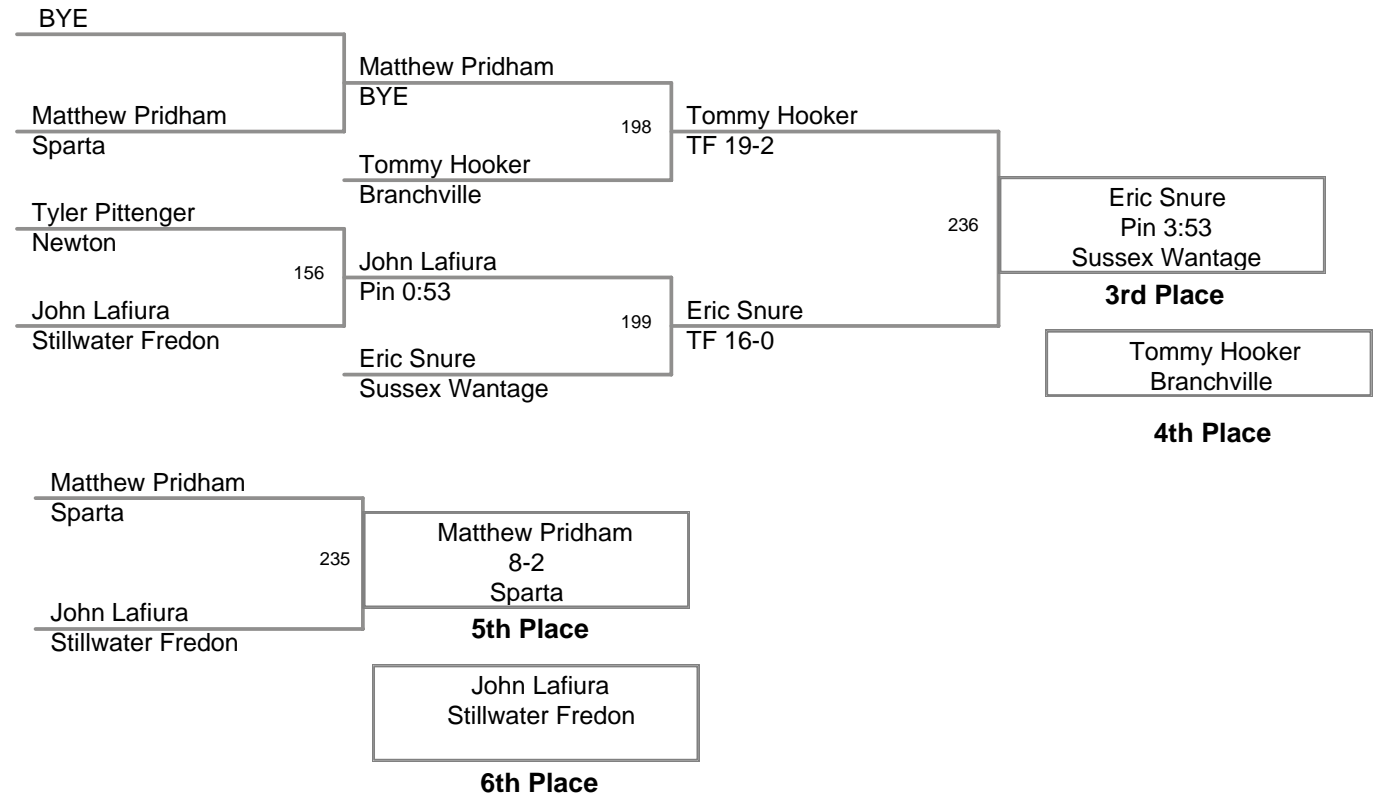 BYE
Matthew Pridham
BYE
Matthew Pridham
Sparta
198
Tommy Hooker
TF 19-2
Tommy Hooker
Branchville
Tyler Pittenger
Newton
156
John Lafiura
Pin 0:53
John Lafiura
Stillwater Fredon
199
Eric Snure
TF 16-0
Eric Snure
Sussex Wantage
236
Eric Snure
Pin 3:53
Sussex Wantage
3rd Place
Tommy Hooker
Branchville
4th Place
Matthew Pridham
Sparta
235
Matthew Pridham
8-2
Sparta
5th Place
John Lafiura
Stillwater Fredon
John Lafiura
Stillwater Fredon
6th Place